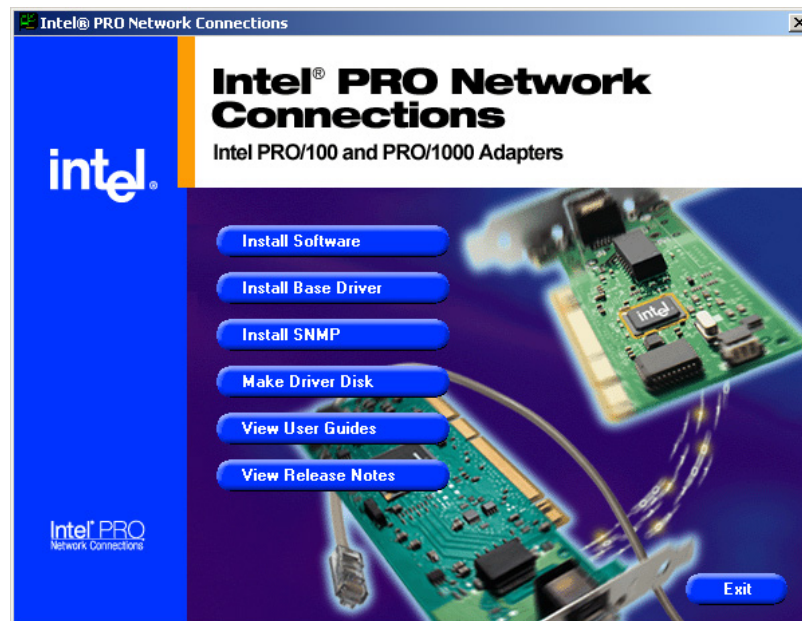 Intel® PRO Network Connections
Intel® PRO Network
Connections
Intel PRO/100 and PRO/1000 Adapters
intel®
Install Software
Install Base Driver
Install SNMP
Make Driver Disk
View User Guides
View Release Notes
intel
Intel® PRO
Network Connections
Exit